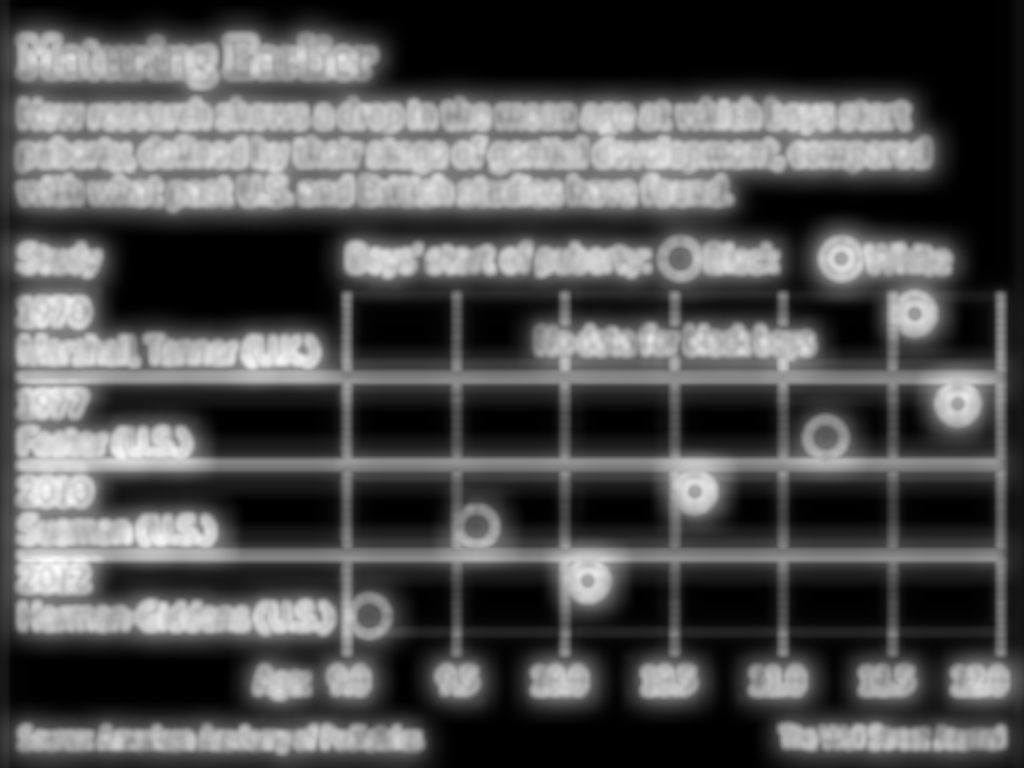 Maturing Earlier
New research shows a drop in the mean age at which boys start
puberty, defined by their stage of genital development, compared
with what past U.S. and British studies have found.
Study
Boys' start of puberty: Black White
1970
Marshall, Tanner (U.K.)
No data for black boys
1977
Foster (U.S.)
2010
Susman (U.S.)
2012
Herman-Giddens (U.S.)
Age: 9.0 9.5 10.0 10.5 11.0 11.5 12.0
Source: American Academy of Pediatrics
The Wall Street Journal